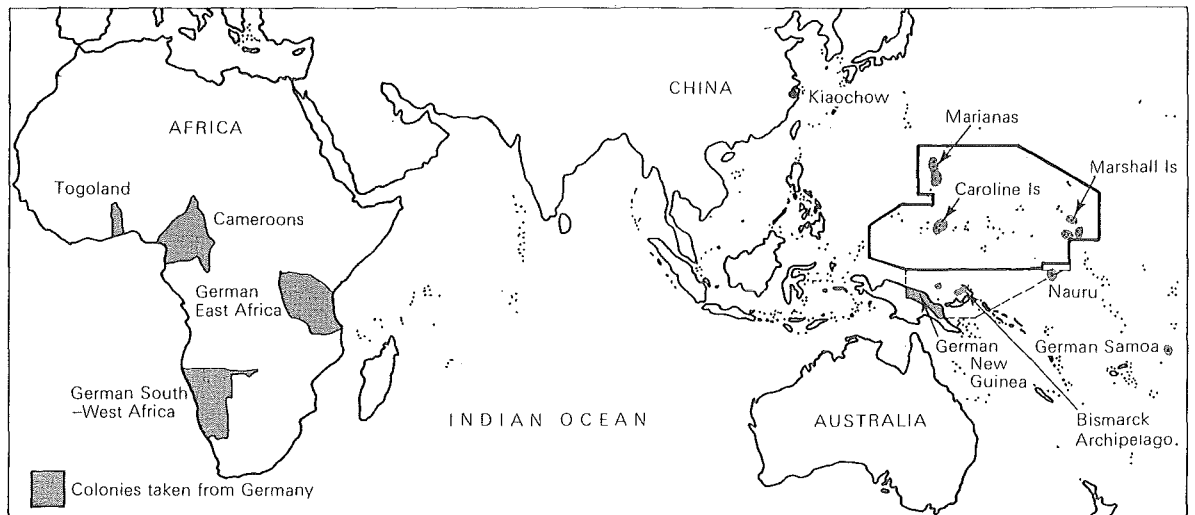 CHINA
Kiaochow
AFRICA
Marianas
Marshall Is
Togoland
Caroline Is
Cameroons
German
East Africa
Nauru
German
New
Guinea
German Samoa
German South
-West Africa
INDIAN OCEAN
AUSTRALIA
Bismarck
Archipelago.
Colonies taken from Germany